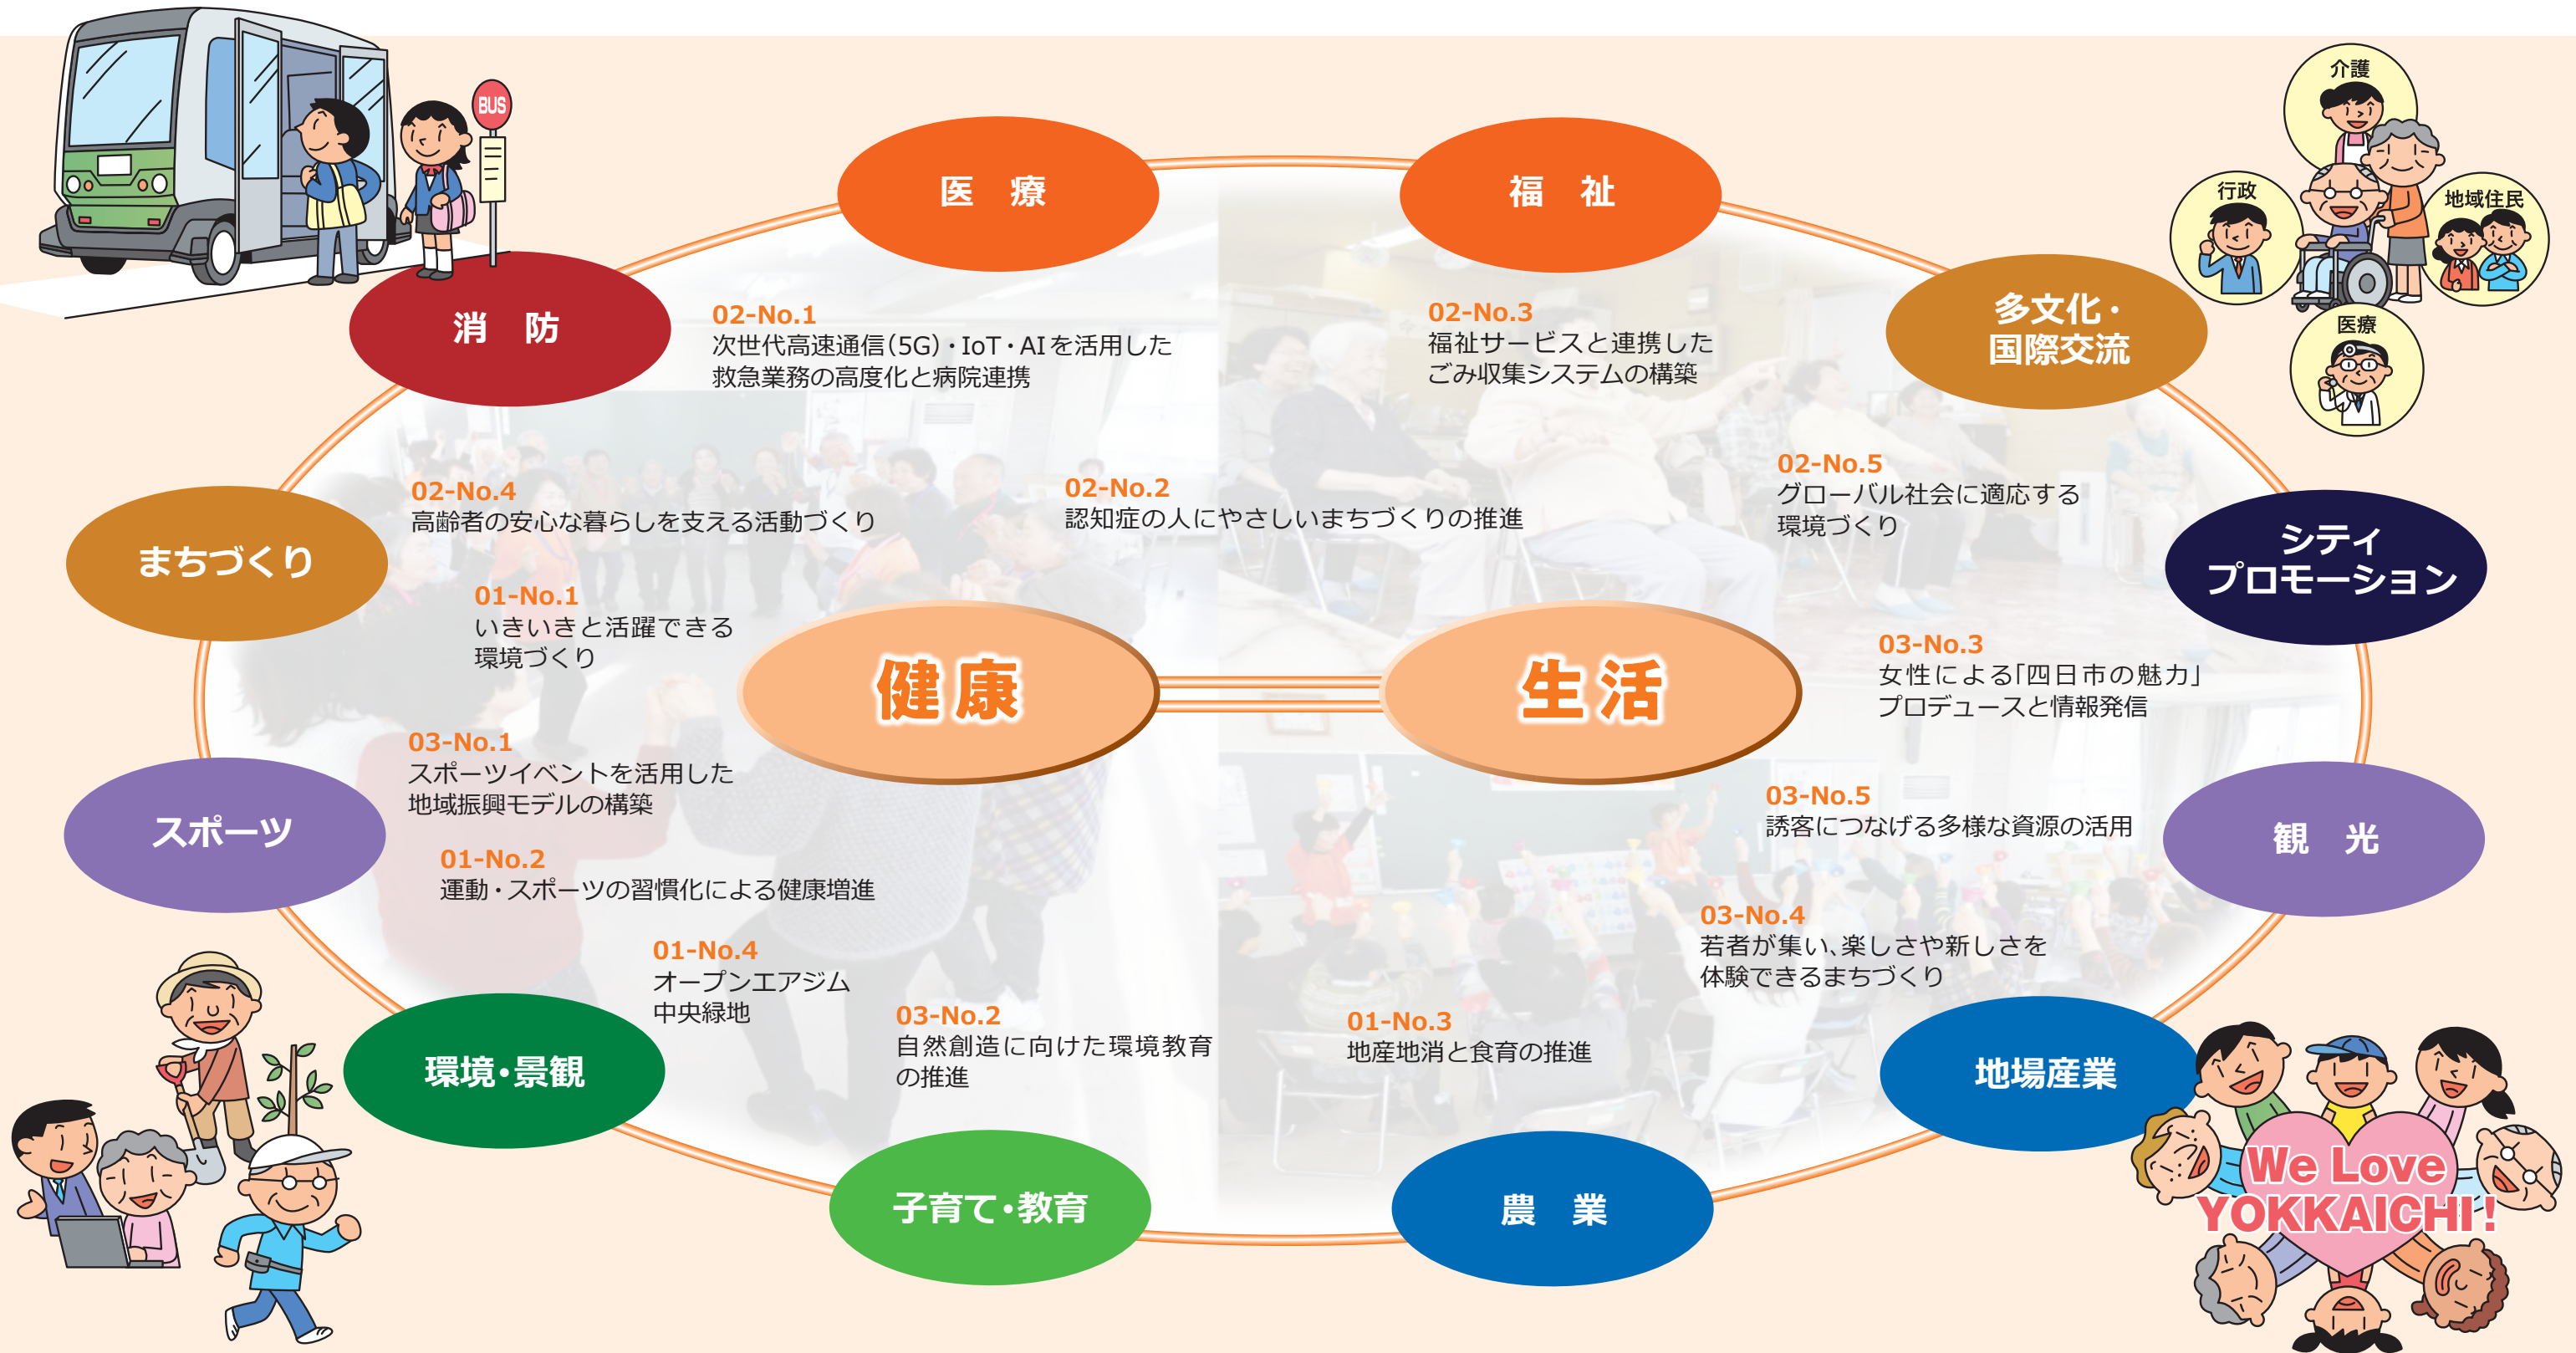 BUS
介護
行政
地域住民
医療
医　療
福　祉
消　防
多文化・
国際交流
02-No.1
次世代高速通信（5G）・IoT・AIを活用した
救急業務の高度化と病院連携
02-No.3
福祉サービスと連携した
ごみ収集システムの構築
02-No.4
高齢者の安心な暮らしを支える活動づくり
02-No.2
認知症の人にやさしいまちづくりの推進
02-No.5
グローバル社会に適応する
環境づくり
まちづくり
シティ
プロモーション
01-No.1
いきいきと活躍できる
環境づくり
健康
生活
03-No.3
女性による「四日市の魅力」
プロデュースと情報発信
03-No.1
スポーツイベントを活用した
地域振興モデルの構築
スポーツ
03-No.5
誘客につなげる多様な資源の活用
観　光
01-No.2
運動・スポーツの習慣化による健康増進
03-No.4
若者が集い、楽しさや新しさを
体験できるまちづくり
01-No.4
オープンエアジム
中央緑地
03-No.2
自然創造に向けた環境教育
の推進
01-No.3
地産地消と食育の推進
環境・景観
地場産業
子育て・教育
農　業
We Love
YOKKAICHI!